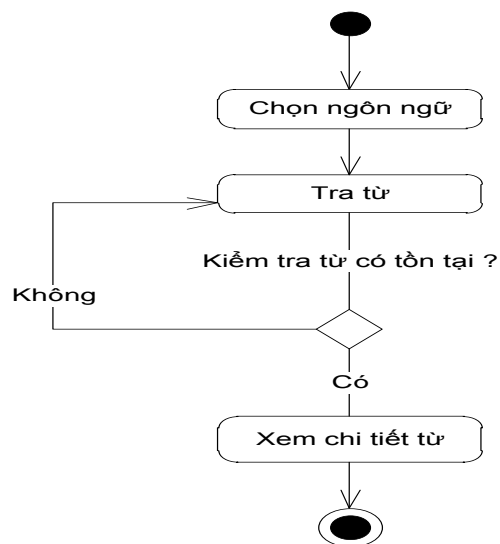 Chọn ngôn ngữ
Tra từ
Kiểm tra từ có tồn tại ?
Không
Có
Xem chi tiết từ